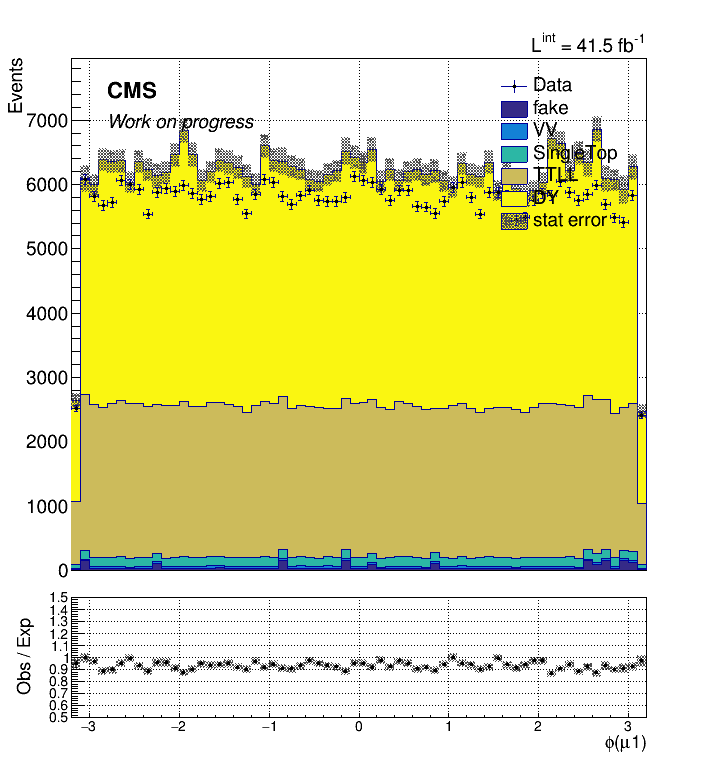 L^int = 41.5 fb^-1
Events
CMS
Work on progress
Data
fake
VV
SingleTop
TTLL
DY
stat error
7000
6000
5000
4000
3000
2000
1000
0
Obs / Exp
1.5
1.4
1.3
1.2
1.1
1
0.9
0.8
0.7
0.6
0.5
−3 −2 −1 0 1 2 3
ϕ(μ1)